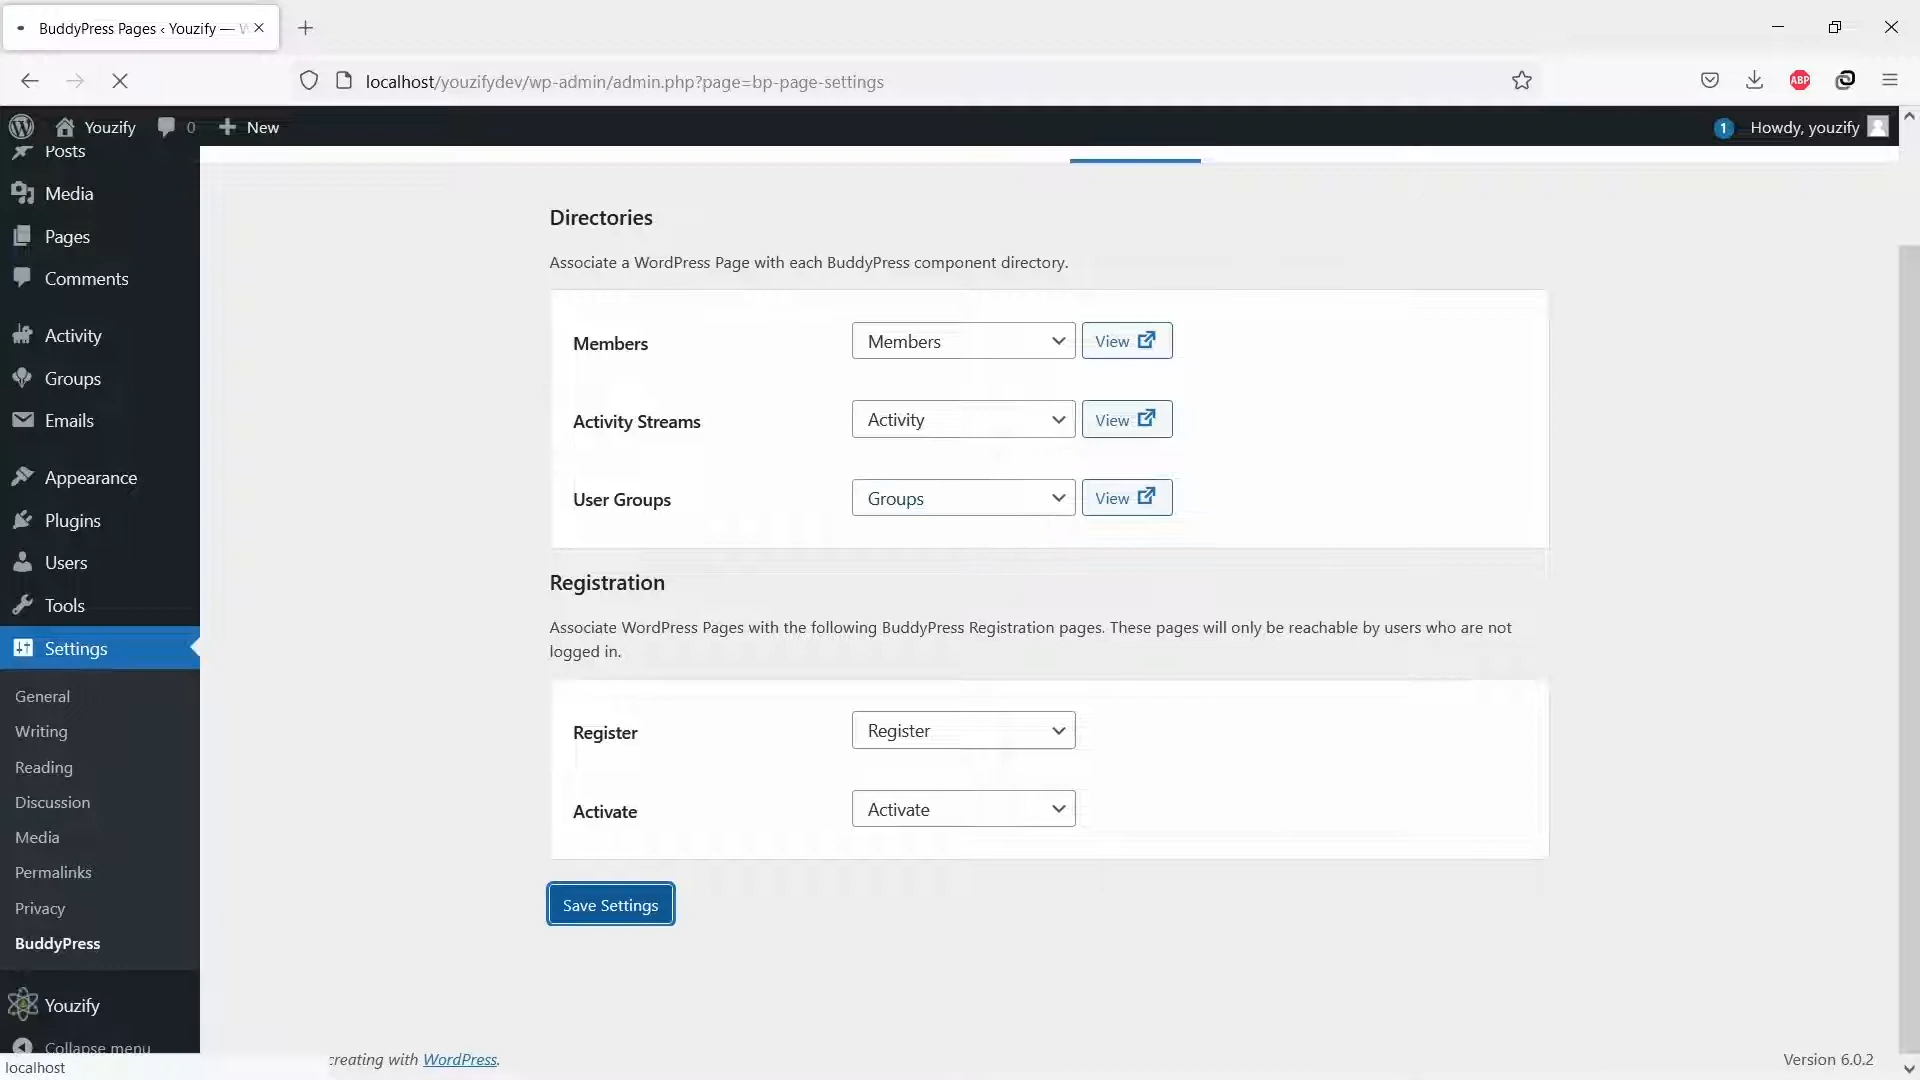 BuddyPress Pages ‹ Youzify — W
localhost/youzifydev/wp-admin/admin.php?page=bp-page-settings
ABP
Youzify
0
New
1
Howdy, youzify
Posts
Media
Pages
Comments
Activity
Groups
Emails
Appearance
Plugins
Users
Tools
Settings
General
Writing
Reading
Discussion
Media
Permalinks
Privacy
BuddyPress
Youzify
Collapse menu
localhost
Directories
Associate a WordPress Page with each BuddyPress component directory.
Members
Members
View
Activity Streams
Activity
View
User Groups
Groups
View
Registration
Associate WordPress Pages with the following BuddyPress Registration pages. These pages will only be reachable by users who are not
logged in.
Register
Register
Activate
Activate
Save Settings
creating with WordPress.
Version 6.0.2